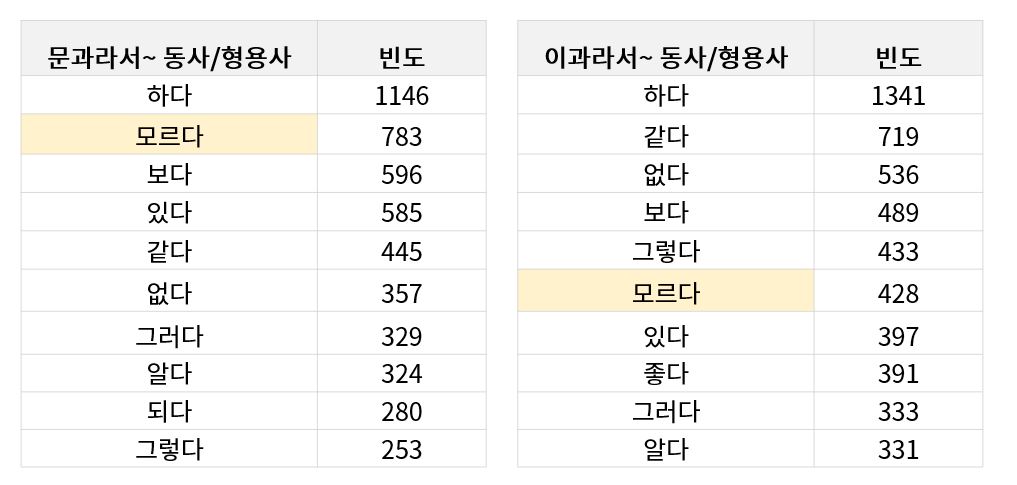 문과라서~ 동사/형용사 빈도 이과라서~ 동사/형용사 빈도
하다 1146 하다 1341
모르다 783 같다 719
보다 596 없다 536
있다 585 보다 489
같다 445 그렇다 433
없다 357 모르다 428
그러다 329 있다 397
알다 324 좋다 391
되다 280 그러다 333
그렇다 253 알다 331